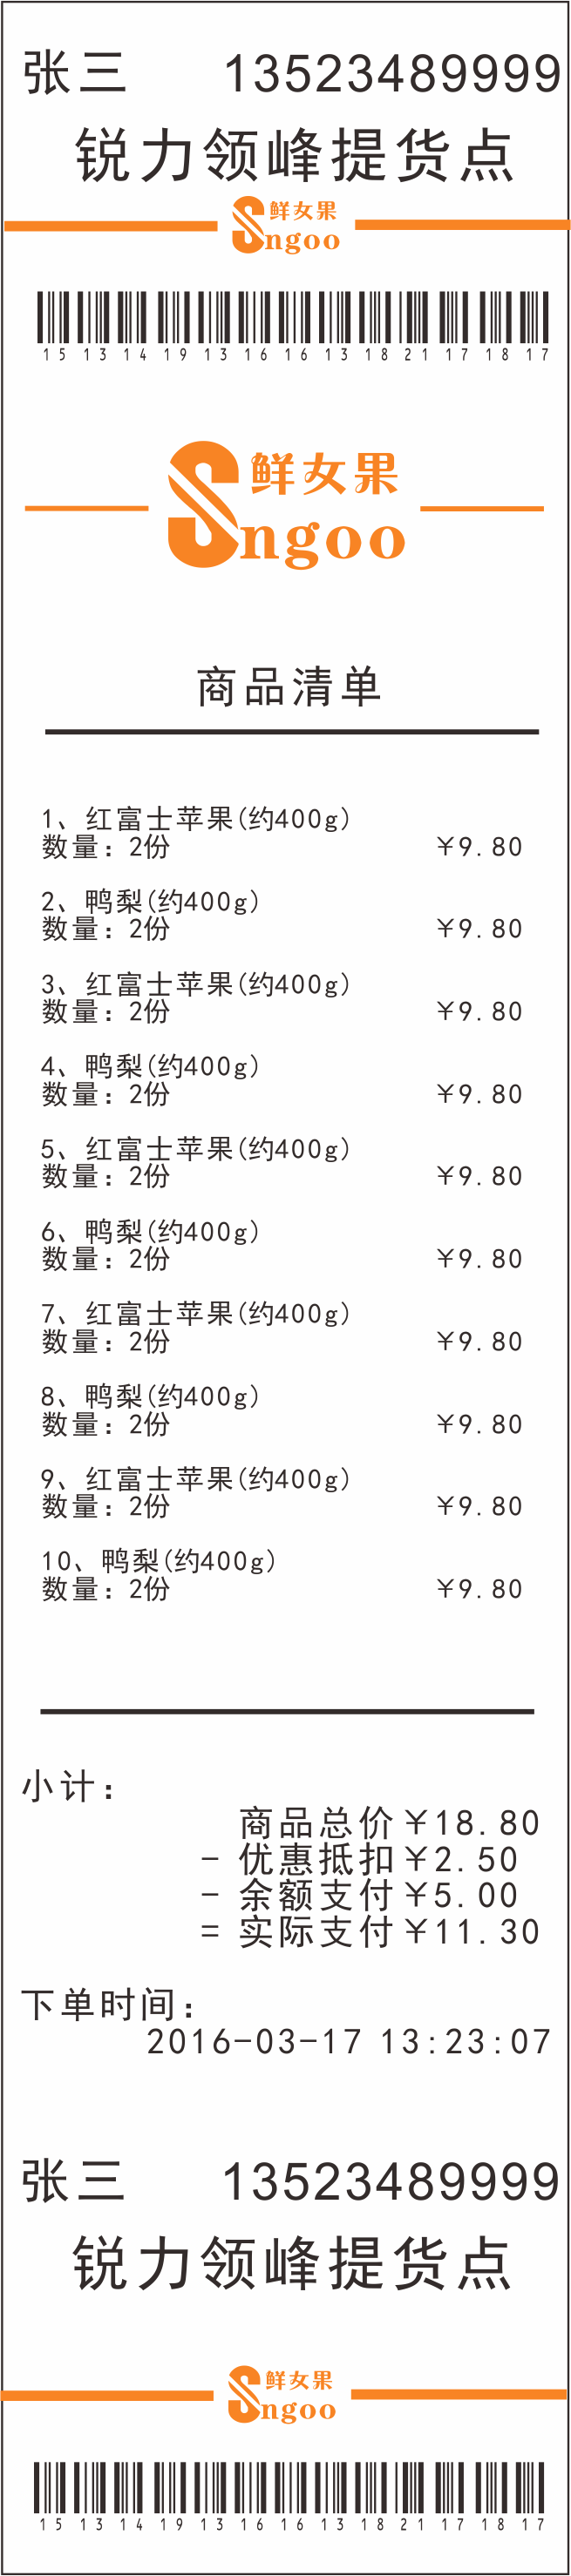 张三 13523489999
锐力领峰提货点
鲜女果
Sngoo
15 13 14 19 13 16 16 13 18 21 17 18 17
鲜女果
Sngoo
商品清单
1、红富士苹果(约400g)
数量：2份 ¥9.80
2、鸭梨(约400g)
数量：2份 ¥9.80
3、红富士苹果(约400g)
数量：2份 ¥9.80
4、鸭梨(约400g)
数量：2份 ¥9.80
5、红富士苹果(约400g)
数量：2份 ¥9.80
6、鸭梨(约400g)
数量：2份 ¥9.80
7、红富士苹果(约400g)
数量：2份 ¥9.80
8、鸭梨(约400g)
数量：2份 ¥9.80
9、红富士苹果(约400g)
数量：2份 ¥9.80
10、鸭梨(约400g)
数量：2份 ¥9.80
小计：
商品总价¥18.80
- 优惠抵扣¥2.50
- 余额支付¥5.00
= 实际支付¥11.30
下单时间：
2016-03-17 13:23:07
张三 13523489999
锐力领峰提货点
鲜女果
Sngoo
15 13 14 19 13 16 16 13 18 21 17 18 17